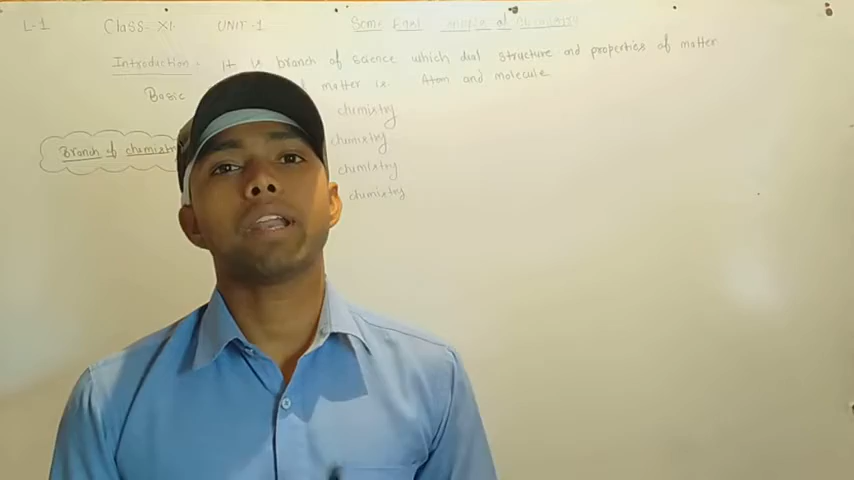 L-1 Class - XI UNIT -1 Some Basic Concepts of Chemistry
Introduction :- It is branch of science which deal structure and properties of matter
Basic matter is Atom and molecule
chemistry
Branch of chemistry chemistry
chemistry
chemistry